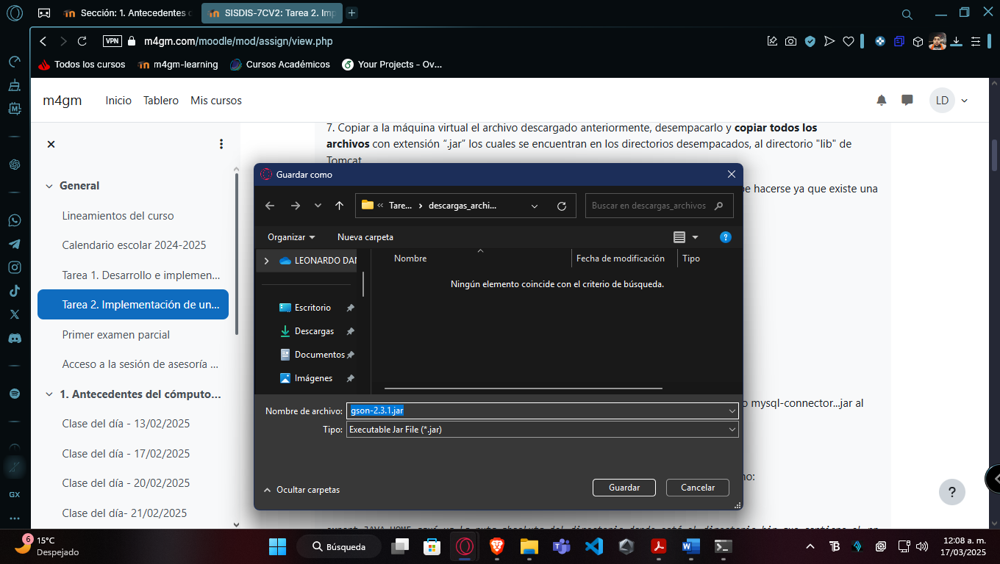 Sección: 1. Antecedentes
SISDIS-7CV2: Tarea 2. Im
VPN
m4gm.com/moodle/mod/assign/view.php
Todos los cursos
m4gm-learning
Cursos Académicos
Your Projects - Ov...
m4gm
Inicio
Tablero
Mis cursos
LD
General
Lineamientos del curso
Calendario escolar 2024-2025
Tarea 1. Desarrollo e implemen...
Tarea 2. Implementación de un...
Primer examen parcial
Acceso a la sesión de asesoría ...
1. Antecedentes del cómputo...
Clase del día - 13/02/2025
Clase del día - 17/02/2025
Clase del día - 20/02/2025
Clase del día- 21/02/2025
7. Copiar a la máquina virtual el archivo descargado anteriormente, desempacarlo y copiar todos los
archivos con extensión “.jar” los cuales se encuentran en los directorios desempacados, al directorio "lib" de
Tomcat
hacerse ya que existe una
mysql-connector...jar al
Guardar como
« Tare... › descargas_archi...
Buscar en descargas_archivos
Organizar
Nueva carpeta
?
LEONARDO DAN
Escritorio
Descargas
Documentos
Imágenes
Nombre
Fecha de modificación
Tipo
Ningún elemento coincide con el criterio de búsqueda.
Nombre de archivo: gson-2.3.1.jar
Tipo: Executable Jar File (*.jar)
Ocultar carpetas
Guardar
Cancelar
?
GX
6
15°C
Despejado
Búsqueda
12:08 a. m.
17/03/2025